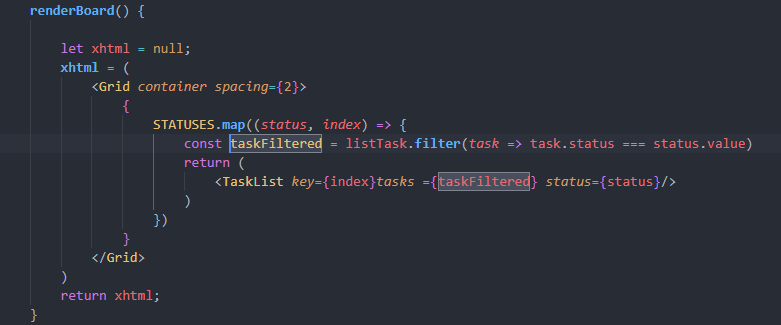 renderBoard() {
let xhtml = null;
xhtml = (
<Grid container spacing={2}>
{
STATUSES.map((status, index) => {
const taskFiltered = listTask.filter(task => task.status === status.value)
return (
<TaskList key={index}tasks ={taskFiltered} status={status}/>
)
})
}
</Grid>
)
return xhtml;
}